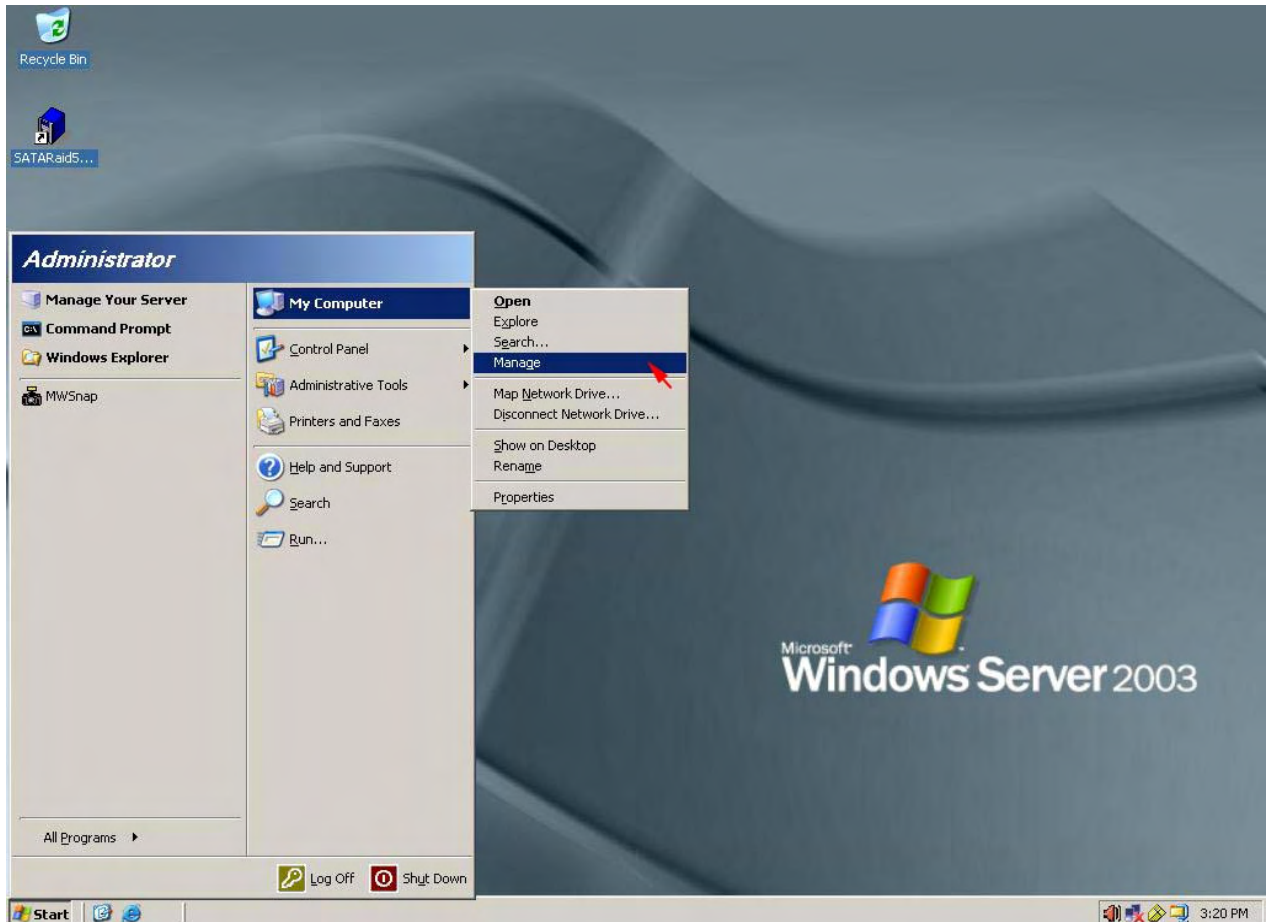 Recycle Bin
SATARaid5...
Administrator
Manage Your Server
Command Prompt
Windows Explorer
MWSnap
All Programs
My Computer
Control Panel
Administrative Tools
Printers and Faxes
Help and Support
Search
Run...
Log Off
Shut Down
Open
Explore
Search...
Manage
Map Network Drive...
Disconnect Network Drive...
Show on Desktop
Rename
Properties
Microsoft
Windows Server 2003
Start
3:20 PM